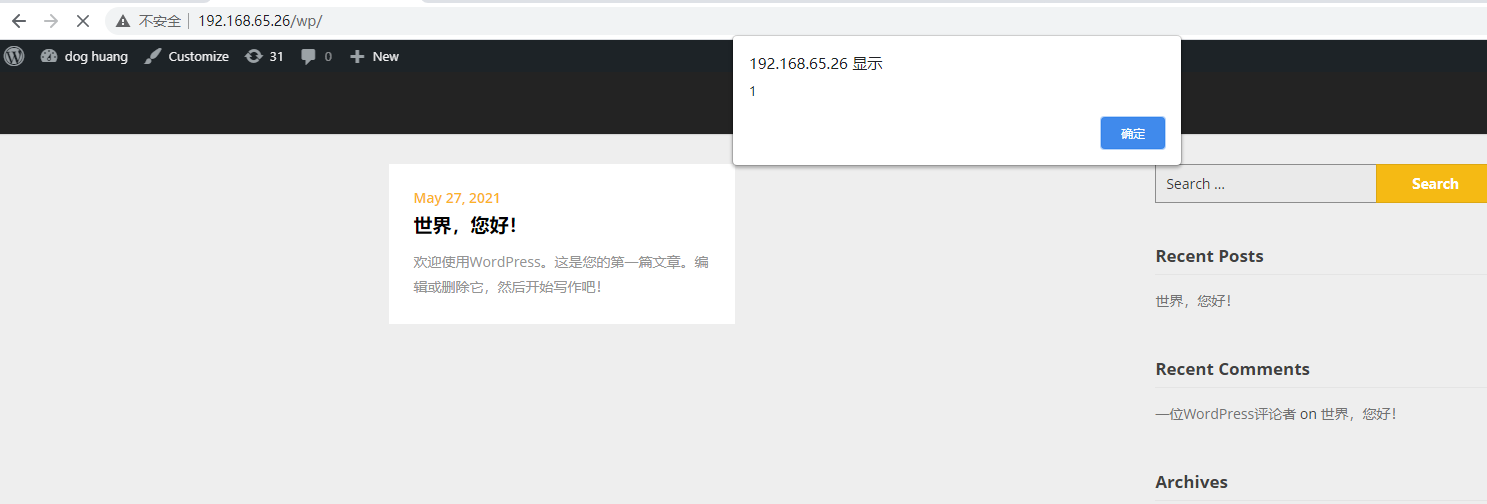 不安全 192.168.65.26/wp/
dog huang Customize 31 0 New
192.168.65.26 显示
1
确定
May 27, 2021
世界，您好！
欢迎使用WordPress。这是您的第一篇文章。编
辑或删除它，然后开始写作吧！
Search ... Search
Recent Posts
世界，您好！
Recent Comments
一位WordPress评论者 on 世界，您好！
Archives